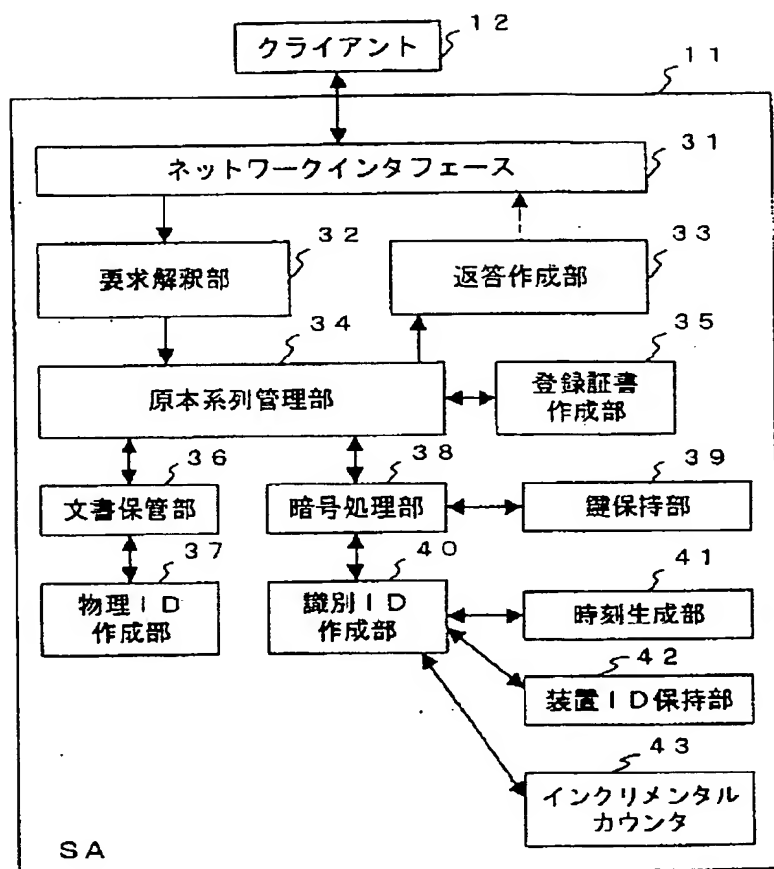 クライアント
12
11
ネットワークインタフェース
31
要求解釈部
32
返答作成部
33
原本系列管理部
34
登録証書
作成部
35
文書保管部
36
暗号処理部
38
鍵保持部
39
物理ID
作成部
37
識別ID
作成部
40
時刻生成部
41
装置ID保持部
42
インクリメンタル
カウンタ
43
SA